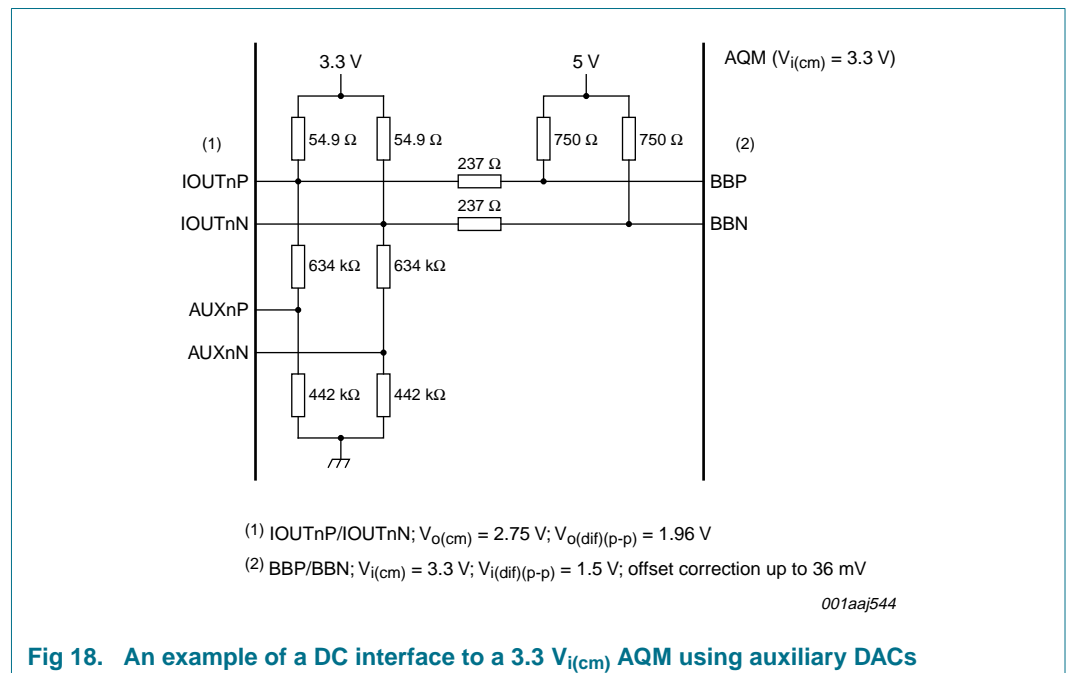 3.3 V
5 V
AQM (Vi(cm) = 3.3 V)
(1)
54.9 Ω
54.9 Ω
750 Ω
750 Ω
(2)
237 Ω
IOUTnP
BBP
237 Ω
IOUTnN
BBN
634 kΩ
634 kΩ
AUXnP
AUXnN
442 kΩ
442 kΩ
(1) IOUTnP/IOUTnN; Vo(cm) = 2.75 V; Vo(dif)(p-p) = 1.96 V
(2) BBP/BBN; Vi(cm) = 3.3 V; Vi(dif)(p-p) = 1.5 V; offset correction up to 36 mV
001aaj544
Fig 18. An example of a DC interface to a 3.3 Vi(cm) AQM using auxiliary DACs